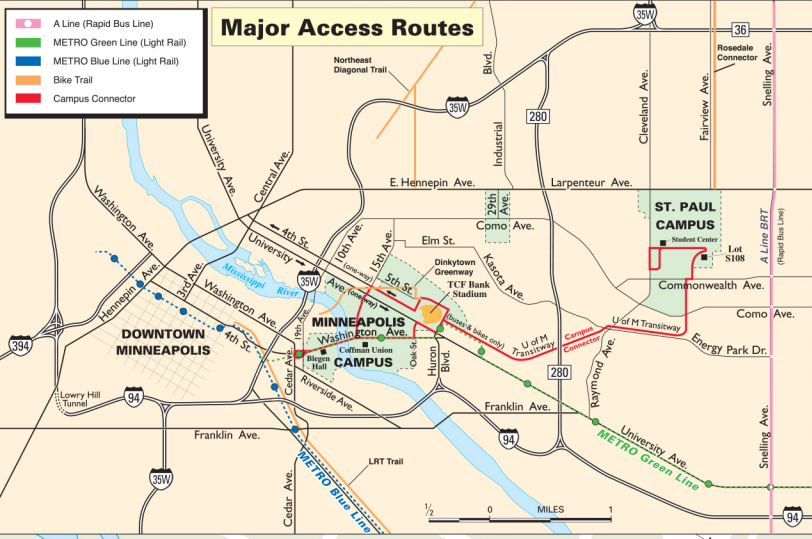 Major Access Routes
A Line (Rapid Bus Line)
METRO Green Line (Light Rail)
METRO Blue Line (Light Rail)
Bike Trail
Campus Connector
35W
36
Northeast
Diagonal Trail
Rosedale
Connector
Industrial Blvd.
Cleveland Ave.
Fairview Ave.
Snelling Ave.
35W
280
University Ave.
Central Ave.
E. Hennepin Ave.
Larpenteur Ave.
Washington Ave.
29th
Ave.
Como Ave.
ST. PAUL
CAMPUS
Student Center
Lot
S108
A Line BRT
(Rapid Bus Line)
4th St.
University Ave.
(one-way)
10th Ave.
(one-way)
15th Ave.
Elm St.
Kasota Ave.
Dinkytown
Greenway
5th St.
TCF Bank
Stadium
Mississippi River
35W
Hennepin Ave.
3rd Ave.
Washington Ave.
Commonwealth Ave.
Como Ave.
19th Ave.
MINNEAPOLIS
CAMPUS
Washington Ave.
(buses & bikes only)
U of M
Transitway
Campus
Connector
U of M Transitway
Energy Park Dr.
DOWNTOWN
MINNEAPOLIS
4th St.
394
Cedar Ave.
Blegen
Hall
Coffman Union
Oak St.
Huron
Blvd.
280
Raymond Ave.
Lowry Hill
Tunnel
94
Riverside Ave.
Franklin Ave.
Franklin Ave.
94
University Ave.
METRO Green Line
Snelling Ave.
35W
Cedar Ave.
METRO Blue Line
LRT Trail
1/2 0 MILES 1
94